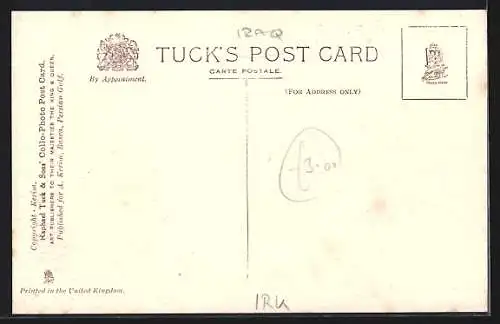 IRAQ
TUCK'S POST CARD
CARTE POSTALE.
By Appointment.
(FOR ADDRESS ONLY)
Copyright - Kerim.
Raphael Tuck & Sons' Collo-Photo Post Card.
ART PUBLISHERS TO THEIR MAJESTIES THE KING & QUEEN.
Published for A. Kerim, Basra, Persian Gulf.
3.00
Printed in the United Kingdom.
IRK